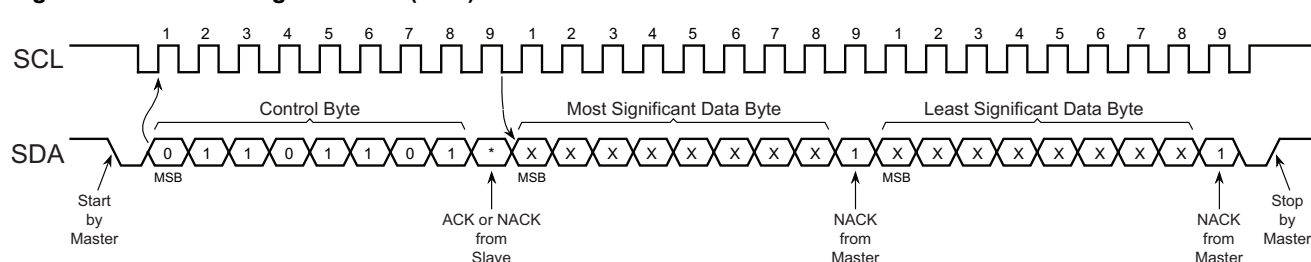 1 2 3 4 5 6 7 8 9 1 2 3 4 5 6 7 8 9 1 2 3 4 5 6 7 8 9
SCL
Control Byte Most Significant Data Byte Least Significant Data Byte
SDA 0 1 1 0 1 1 0 1 * X X X X X X X X 1 X X X X X X X X 1
MSB MSB MSB
Start by Master
ACK or NACK from Slave
NACK from Master
NACK from Master
Stop by Master